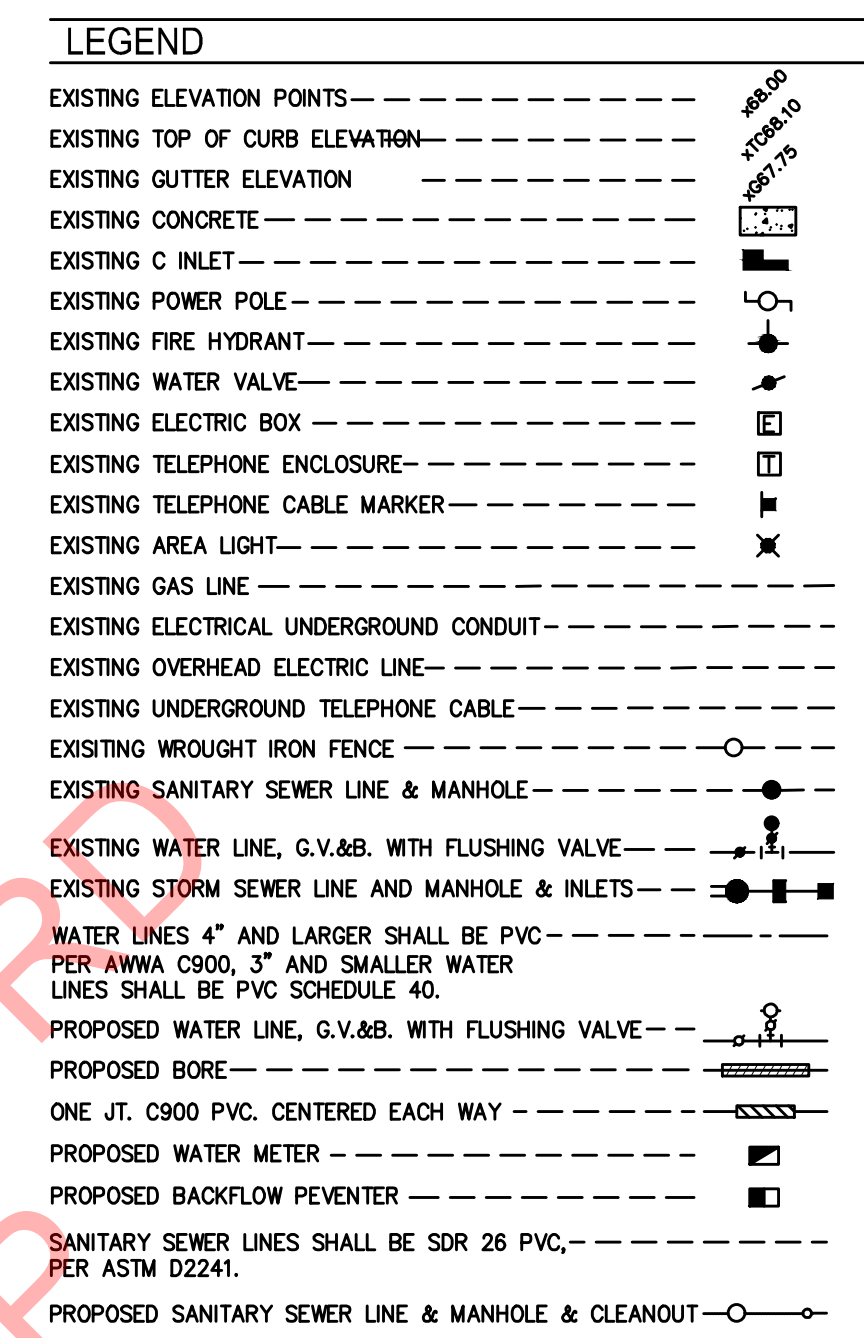 LEGEND
EXISTING ELEVATION POINTS x68.00
EXISTING TOP OF CURB ELEVATION xTC68.10
EXISTING GUTTER ELEVATION xG67.75
EXISTING CONCRETE
EXISTING C INLET
EXISTING POWER POLE
EXISTING FIRE HYDRANT
EXISTING WATER VALVE
EXISTING ELECTRIC BOX E
EXISTING TELEPHONE ENCLOSURE T
EXISTING TELEPHONE CABLE MARKER
EXISTING AREA LIGHT
EXISTING GAS LINE
EXISTING ELECTRICAL UNDERGROUND CONDUIT
EXISTING OVERHEAD ELECTRIC LINE
EXISTING UNDERGROUND TELEPHONE CABLE
EXISITING WROUGHT IRON FENCE
EXISTING SANITARY SEWER LINE & MANHOLE
EXISTING WATER LINE, G.V.&B. WITH FLUSHING VALVE
EXISTING STORM SEWER LINE AND MANHOLE & INLETS
WATER LINES 4" AND LARGER SHALL BE PVC
PER AWWA C900, 3" AND SMALLER WATER
LINES SHALL BE PVC SCHEDULE 40.
PROPOSED WATER LINE, G.V.&B. WITH FLUSHING VALVE
PROPOSED BORE
ONE JT. C900 PVC. CENTERED EACH WAY
PROPOSED WATER METER
PROPOSED BACKFLOW PEVENTER
SANITARY SEWER LINES SHALL BE SDR 26 PVC,
PER ASTM D2241.
PROPOSED SANITARY SEWER LINE & MANHOLE & CLEANOUT
RD